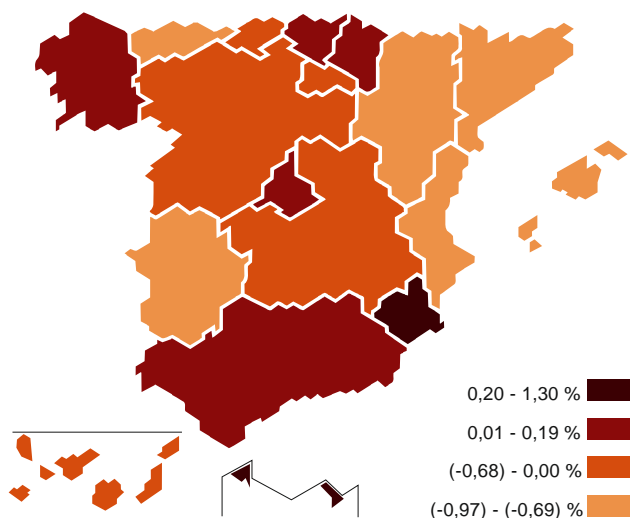 0,20 - 1,30 %
0,01 - 0,19 %
(-0,68) - 0,00 %
(-0,97) - (-0,69) %